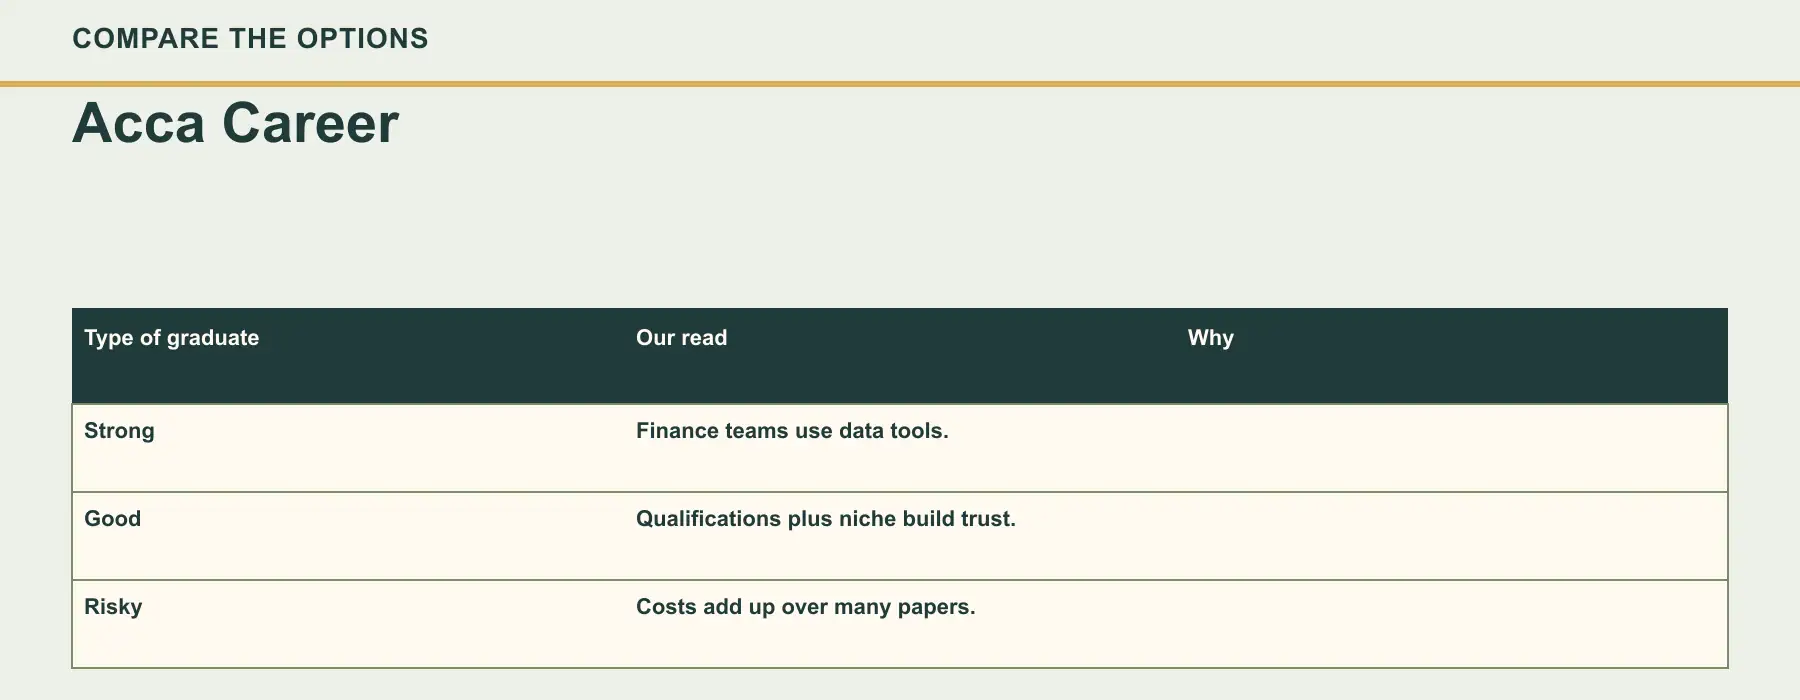 COMPARE THE OPTIONS
Acca Career
Type of graduate Our read Why
Strong Finance teams use data tools.
Good Qualifications plus niche build trust.
Risky Costs add up over many papers.